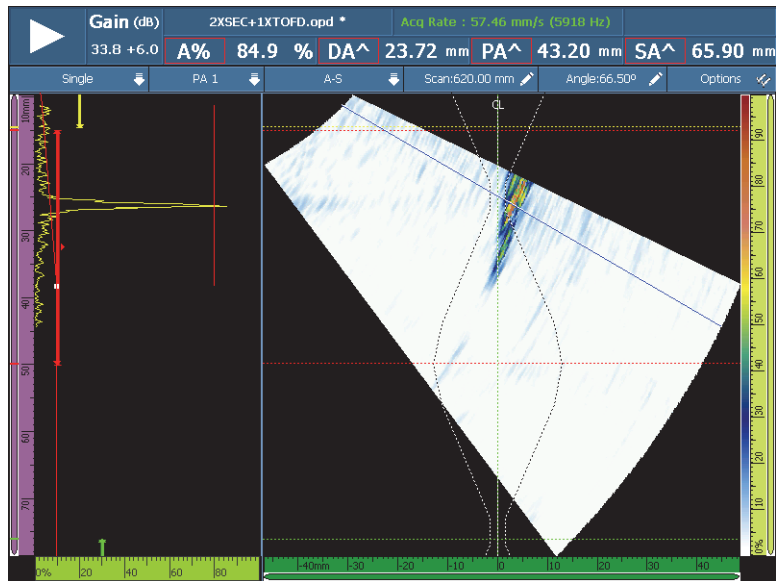 Gain (dB) 2XSEC+1XTOFD.opd * Acq Rate : 57.46 mm/s (5918 Hz)
33.8 +6.0 A% 84.9 % DA^ 23.72 mm PA^ 43.20 mm SA^ 65.90 mm
Single PA 1 A-S Scan:620.00 mm Angle:66.50º Options
CL
10mm
20
30
40
50
60
70
0% 20 40 60 80
-40mm -30 -20 -10 0 10 20 30 40
90
80
70
60
50
40
30
20
10
0%